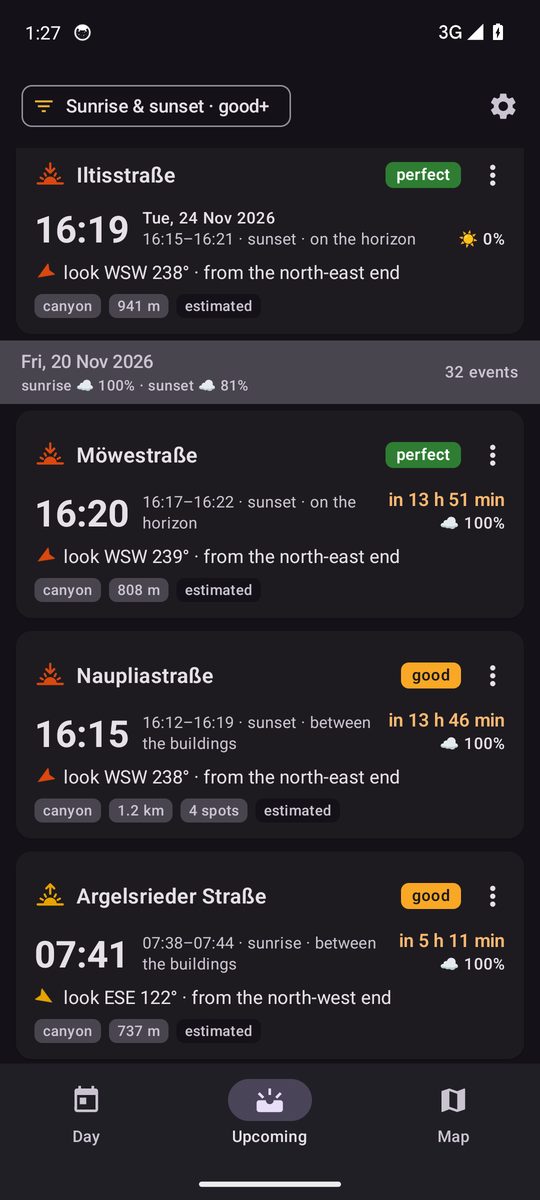 1:27
3G
Sunrise & sunset · good+
Iltisstraße
perfect
16:19
Tue, 24 Nov 2026
16:15–16:21 · sunset · on the horizon
0%
look WSW 238° · from the north-east end
canyon
941 m
estimated
Fri, 20 Nov 2026
sunrise ☁️ 100% · sunset ☁️ 81%
32 events
Möwestraße
perfect
16:20
16:17–16:22 · sunset · on the
horizon
in 13 h 51 min
100%
look WSW 239° · from the north-east end
canyon
808 m
estimated
Naupliastraße
good
16:15
16:12–16:19 · sunset · between
the buildings
in 13 h 46 min
100%
look WSW 238° · from the north-east end
canyon
1.2 km
4 spots
estimated
Argelsrieder Straße
good
07:41
07:38–07:44 · sunrise · between
the buildings
in 5 h 11 min
100%
look ESE 122° · from the north-west end
canyon
737 m
estimated
Day
Upcoming
Map